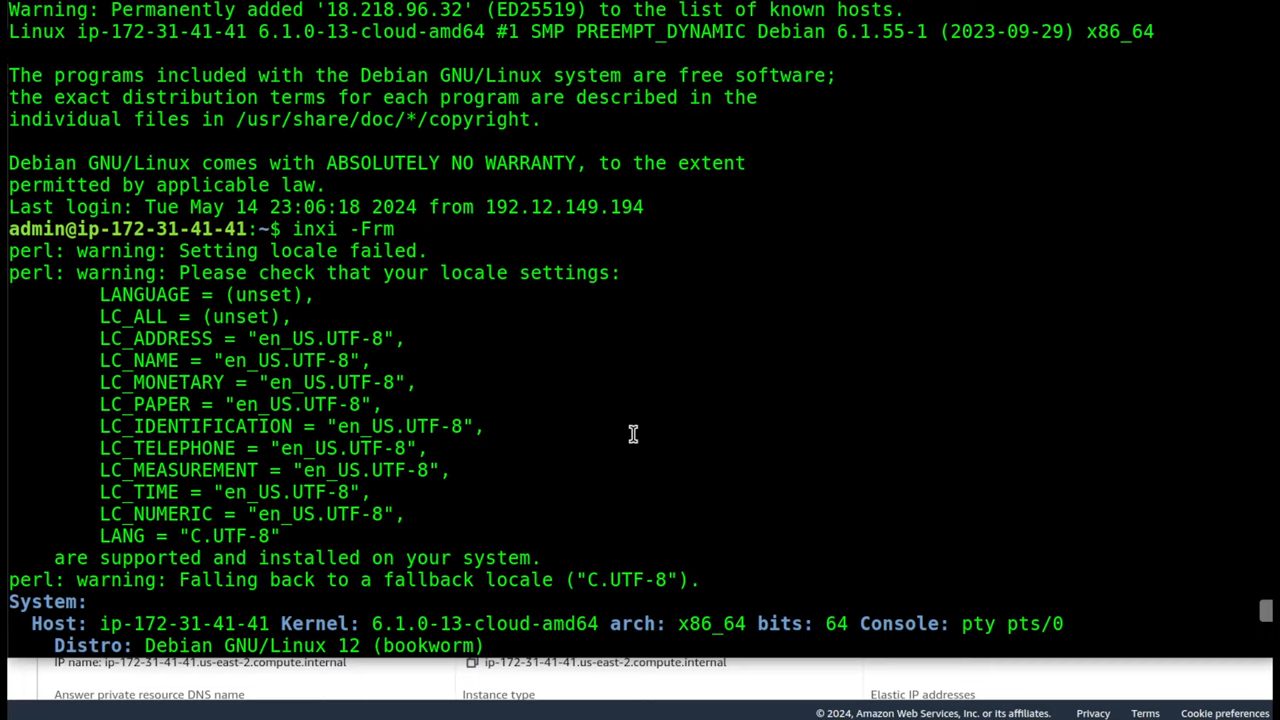 Warning: Permanently added '18.218.96.32' (ED25519) to the list of known hosts.
Linux ip-172-31-41-41 6.1.0-13-cloud-amd64 #1 SMP PREEMPT_DYNAMIC Debian 6.1.55-1 (2023-09-29) x86_64
The programs included with the Debian GNU/Linux system are free software;
the exact distribution terms for each program are described in the
individual files in /usr/share/doc/*/copyright.
Debian GNU/Linux comes with ABSOLUTELY NO WARRANTY, to the extent
permitted by applicable law.
Last login: Tue May 14 23:06:18 2024 from 192.12.149.194
admin@ip-172-31-41-41:~$ inxi -Frm
perl: warning: Setting locale failed.
perl: warning: Please check that your locale settings:
LANGUAGE = (unset),
LC_ALL = (unset),
LC_ADDRESS = "en_US.UTF-8",
LC_NAME = "en_US.UTF-8",
LC_MONETARY = "en_US.UTF-8",
LC_PAPER = "en_US.UTF-8",
LC_IDENTIFICATION = "en_US.UTF-8",
LC_TELEPHONE = "en_US.UTF-8",
LC_MEASUREMENT = "en_US.UTF-8",
LC_TIME = "en_US.UTF-8",
LC_NUMERIC = "en_US.UTF-8",
LANG = "C.UTF-8"
are supported and installed on your system.
perl: warning: Falling back to a fallback locale ("C.UTF-8").
System:
Host: ip-172-31-41-41 Kernel: 6.1.0-13-cloud-amd64 arch: x86_64 bits: 64 Console: pty pts/0
Distro: Debian GNU/Linux 12 (bookworm)
IP name: ip-172-31-41-41.us-east-2.compute.internal ip-172-31-41-41.us-east-2.compute.internal
Answer private resource DNS name Instance type Elastic IP addresses
© 2024, Amazon Web Services, Inc. or its affiliates. Privacy Terms Cookie preferences